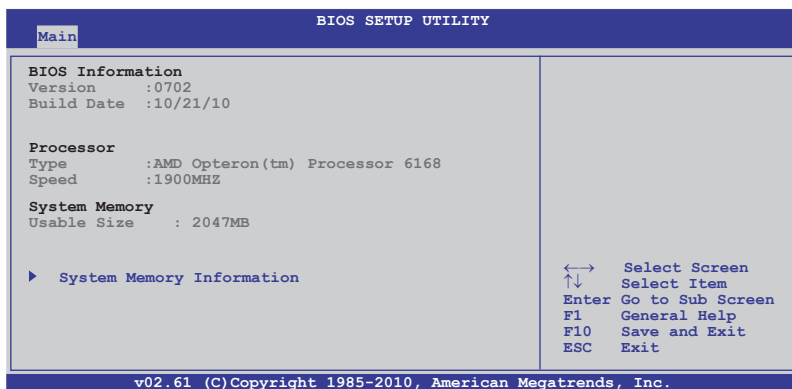 BIOS SETUP UTILITY
Main
BIOS Information
Version :0702
Build Date :10/21/10
Processor
Type :AMD Opteron(tm) Processor 6168
Speed :1900MHZ
System Memory
Usable Size : 2047MB
System Memory Information
←→ Select Screen
↑↓ Select Item
Enter Go to Sub Screen
F1 General Help
F10 Save and Exit
ESC Exit
v02.61 (C)Copyright 1985-2010, American Megatrends, Inc.